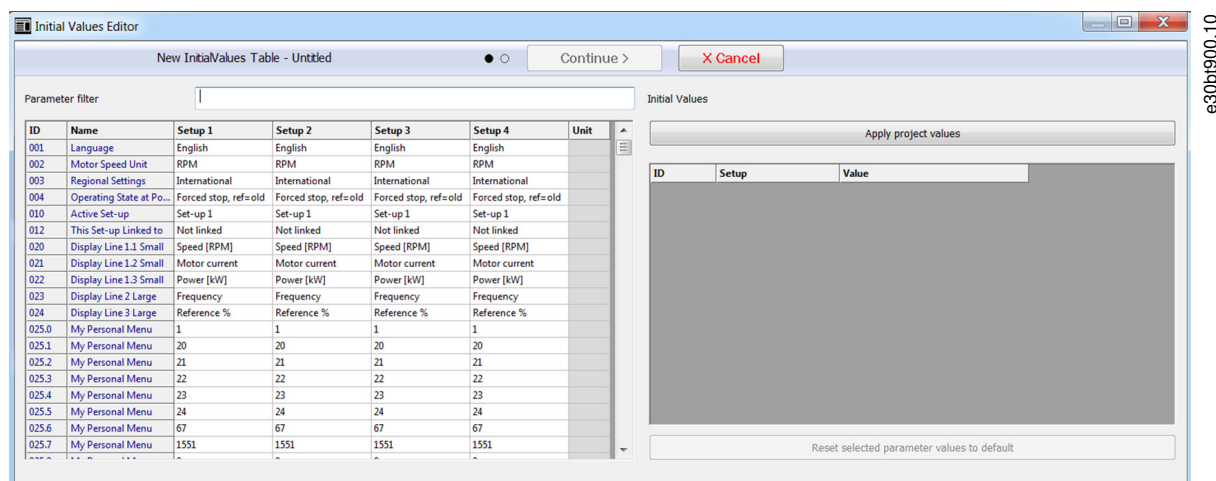 Initial Values Editor
New InitialValues Table - Untitled
Continue >
X Cancel
e30bt900.10
Parameter filter
Initial Values
ID Name Setup 1 Setup 2 Setup 3 Setup 4 Unit
001 Language English English English English
002 Motor Speed Unit RPM RPM RPM RPM
003 Regional Settings International International International International
004 Operating State at Po... Forced stop, ref=old Forced stop, ref=old Forced stop, ref=old Forced stop, ref=old
010 Active Set-up Set-up 1 Set-up 1 Set-up 1 Set-up 1
012 This Set-up Linked to Not linked Not linked Not linked Not linked
020 Display Line 1.1 Small Speed [RPM] Speed [RPM] Speed [RPM] Speed [RPM]
021 Display Line 1.2 Small Motor current Motor current Motor current Motor current
022 Display Line 1.3 Small Power [kW] Power [kW] Power [kW] Power [kW]
023 Display Line 2 Large Frequency Frequency Frequency Frequency
024 Display Line 3 Large Reference % Reference % Reference % Reference %
025.0 My Personal Menu 1 1 1 1
025.1 My Personal Menu 20 20 20 20
025.2 My Personal Menu 21 21 21 21
025.3 My Personal Menu 22 22 22 22
025.4 My Personal Menu 23 23 23 23
025.5 My Personal Menu 24 24 24 24
025.6 My Personal Menu 67 67 67 67
025.7 My Personal Menu 1551 1551 1551 1551
Apply project values
ID Setup Value
Reset selected parameter values to default